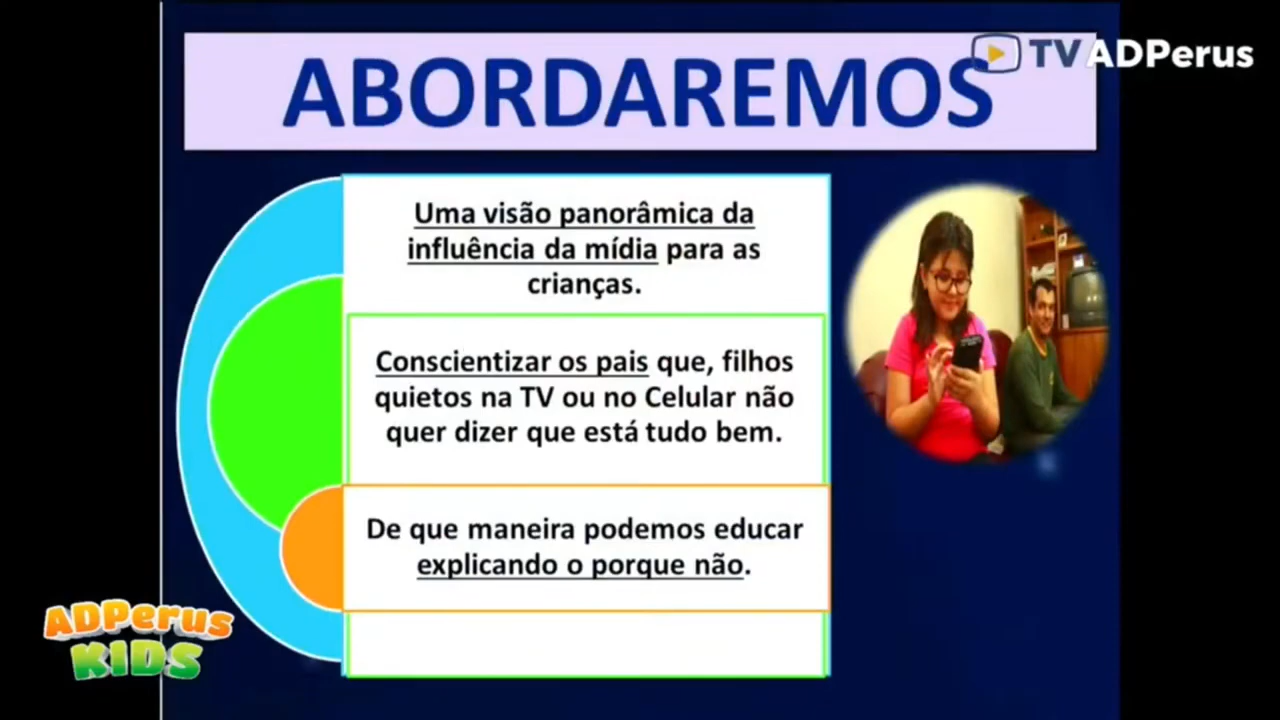 TV ADPerus
ABORDAREMOS
Uma visão panorâmica da
influência da mídia para as
crianças.
Conscientizar os pais que, filhos
quietos na TV ou no Celular não
quer dizer que está tudo bem.
De que maneira podemos educar
explicando o porque não.
ADPerus
KIDS